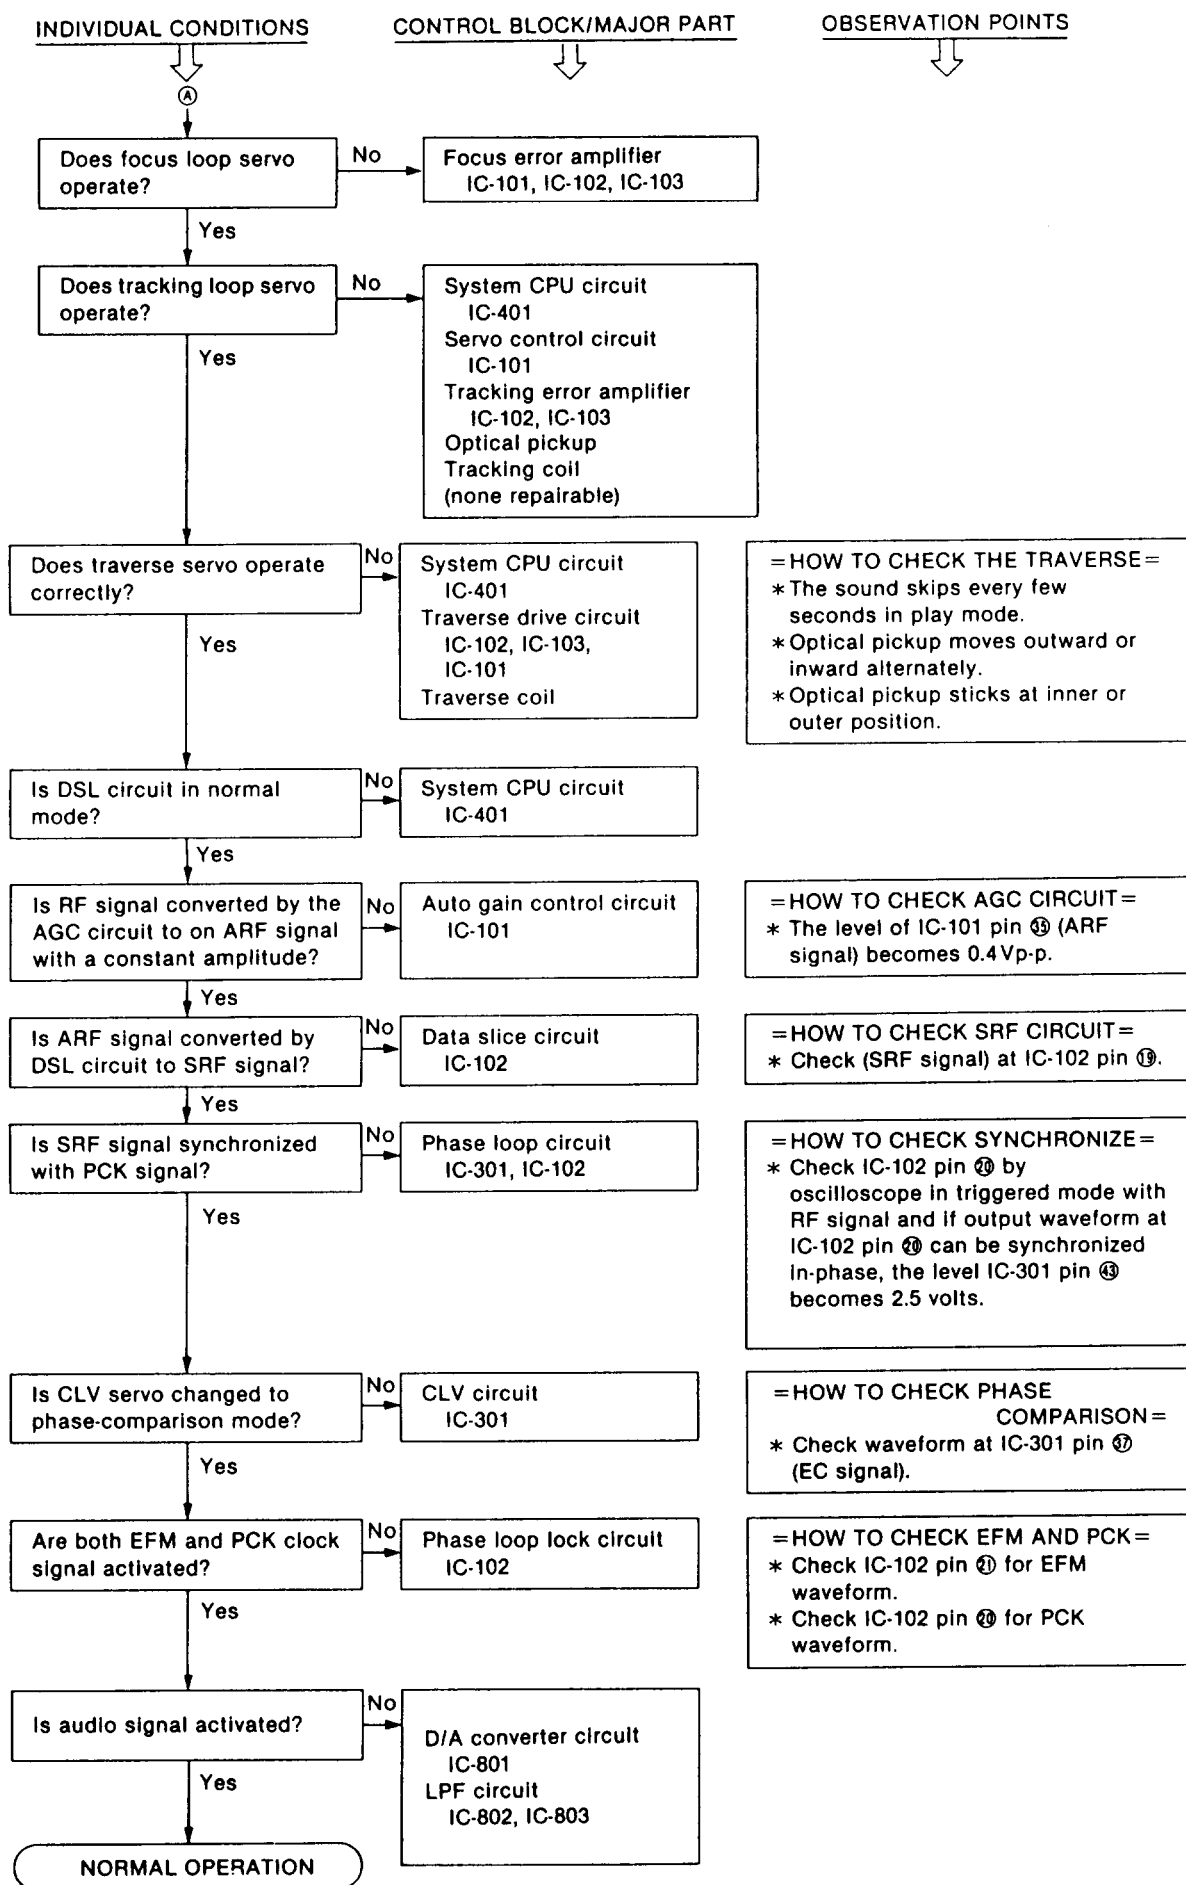 INDIVIDUAL CONDITIONS
CONTROL BLOCK/MAJOR PART
OBSERVATION POINTS
Ⓐ
Does focus loop servo
operate?
No
Focus error amplifier
IC-101, IC-102, IC-103
Yes
Does tracking loop servo
operate?
No
System CPU circuit
IC-401
Servo control circuit
IC-101
Tracking error amplifier
IC-102, IC-103
Optical pickup
Tracking coil
(none repairable)
Yes
Does traverse servo operate
correctly?
No
System CPU circuit
IC-401
Traverse drive circuit
IC-102, IC-103,
IC-101
Traverse coil
=HOW TO CHECK THE TRAVERSE=
* The sound skips every few
seconds in play mode.
* Optical pickup moves outward or
inward alternately.
* Optical pickup sticks at inner or
outer position.
Yes
Is DSL circuit in normal
mode?
No
System CPU circuit
IC-401
Yes
Is RF signal converted by the
AGC circuit to on ARF signal
with a constant amplitude?
No
Auto gain control circuit
IC-101
=HOW TO CHECK AGC CIRCUIT=
* The level of IC-101 pin ㉟ (ARF
signal) becomes 0.4Vp-p.
Yes
Is ARF signal converted by
DSL circuit to SRF signal?
No
Data slice circuit
IC-102
=HOW TO CHECK SRF CIRCUIT=
* Check (SRF signal) at IC-102 pin ⑲.
Yes
Is SRF signal synchronized
with PCK signal?
No
Phase loop circuit
IC-301, IC-102
=HOW TO CHECK SYNCHRONIZE=
* Check IC-102 pin ⑳ by
oscilloscope in triggered mode with
RF signal and if output waveform at
IC-102 pin ⑳ can be synchronized
in-phase, the level IC-301 pin ㊸
becomes 2.5 volts.
Yes
Is CLV servo changed to
phase-comparison mode?
No
CLV circuit
IC-301
=HOW TO CHECK PHASE
COMPARISON=
* Check waveform at IC-301 pin ㊲
(EC signal).
Yes
Are both EFM and PCK clock
signal activated?
No
Phase loop lock circuit
IC-102
=HOW TO CHECK EFM AND PCK=
* Check IC-102 pin ㉑ for EFM
waveform.
* Check IC-102 pin ⑳ for PCK
waveform.
Yes
Is audio signal activated?
No
D/A converter circuit
IC-801
LPF circuit
IC-802, IC-803
Yes
NORMAL OPERATION